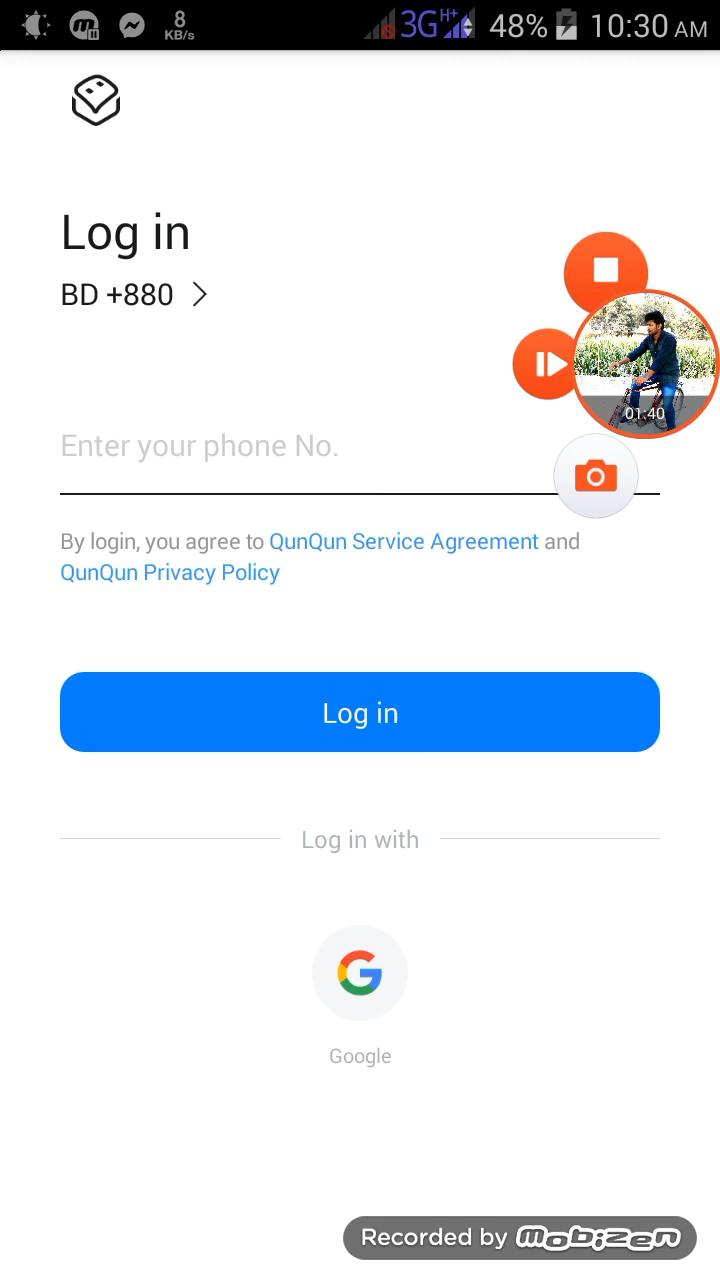 8
KB/s
3G H+ 48% 10:30 AM
Log in
BD +880
01:40
Enter your phone No.
By login, you agree to QunQun Service Agreement and
QunQun Privacy Policy
Log in
Log in with
Google
Recorded by mobizen